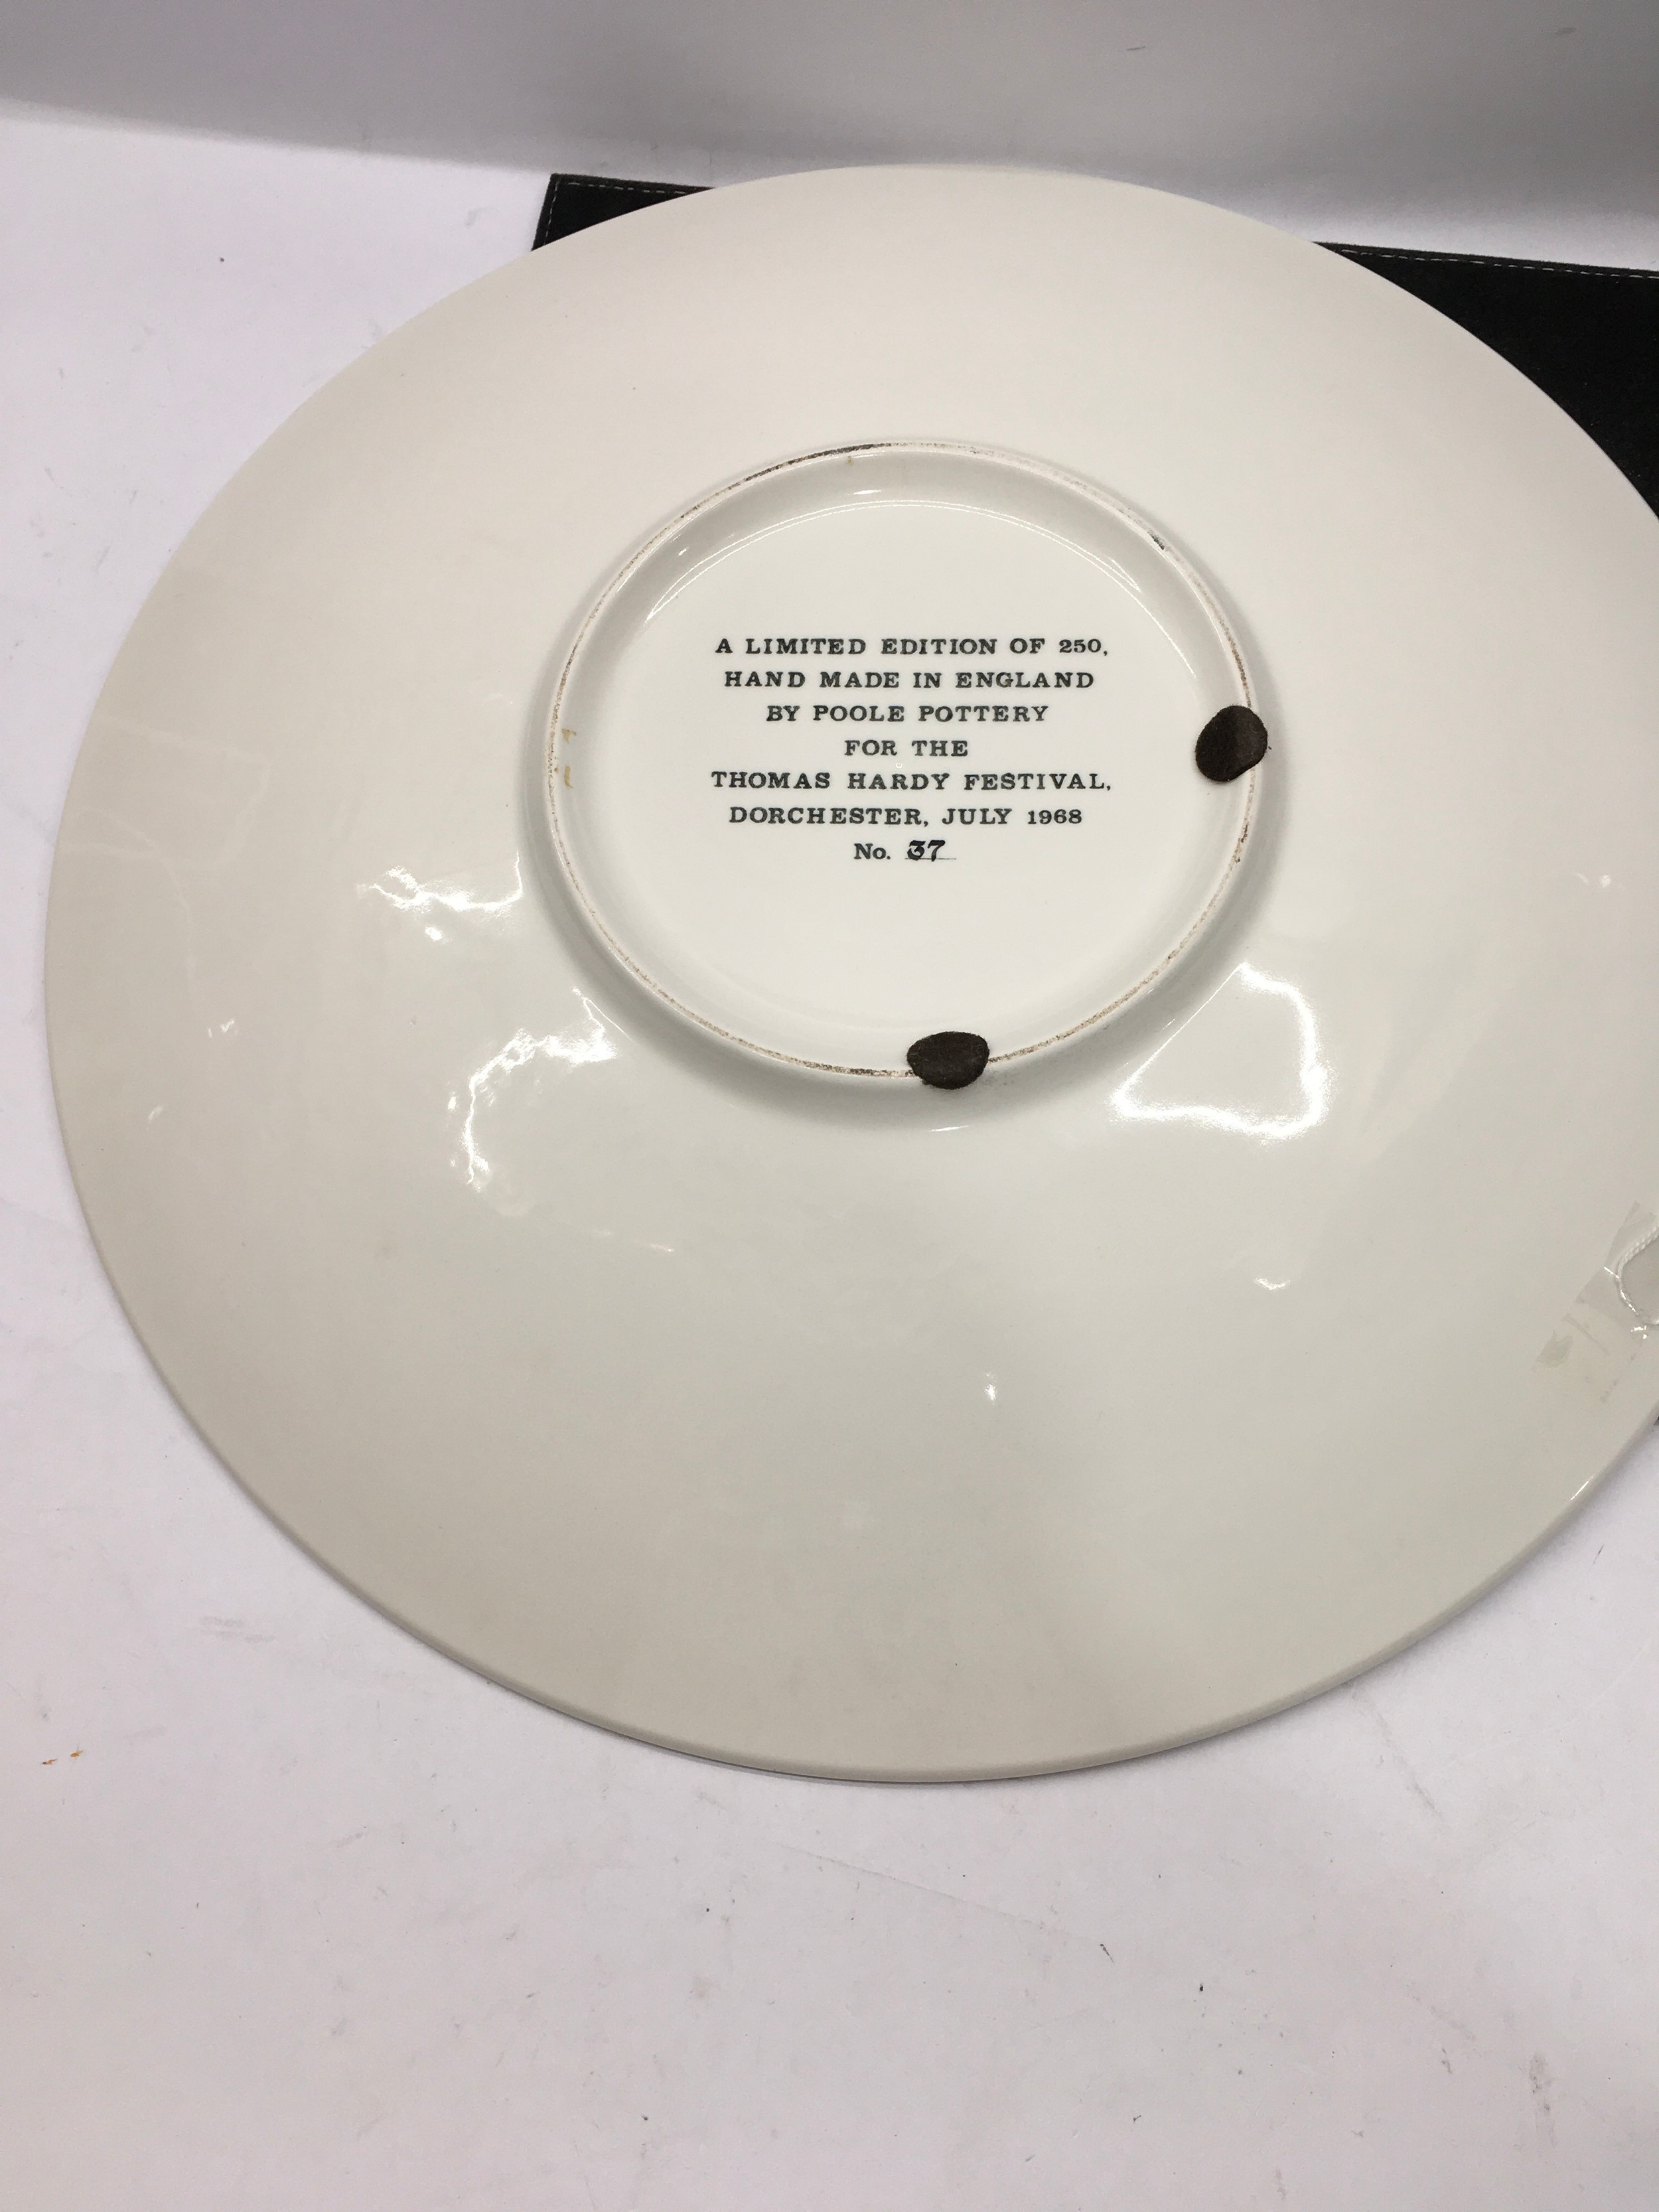 A LIMITED EDITION OF 250,
HAND MADE IN ENGLAND
BY POOLE POTTERY
FOR THE
THOMAS HARDY FESTIVAL,
DORCHESTER, JULY 1968
No. 37